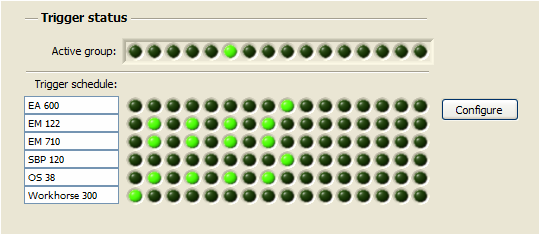 Trigger status
Active group:
Trigger schedule:
EA 600
Configure
EM 122
EM 710
SBP 120
OS 38
Workhorse 300